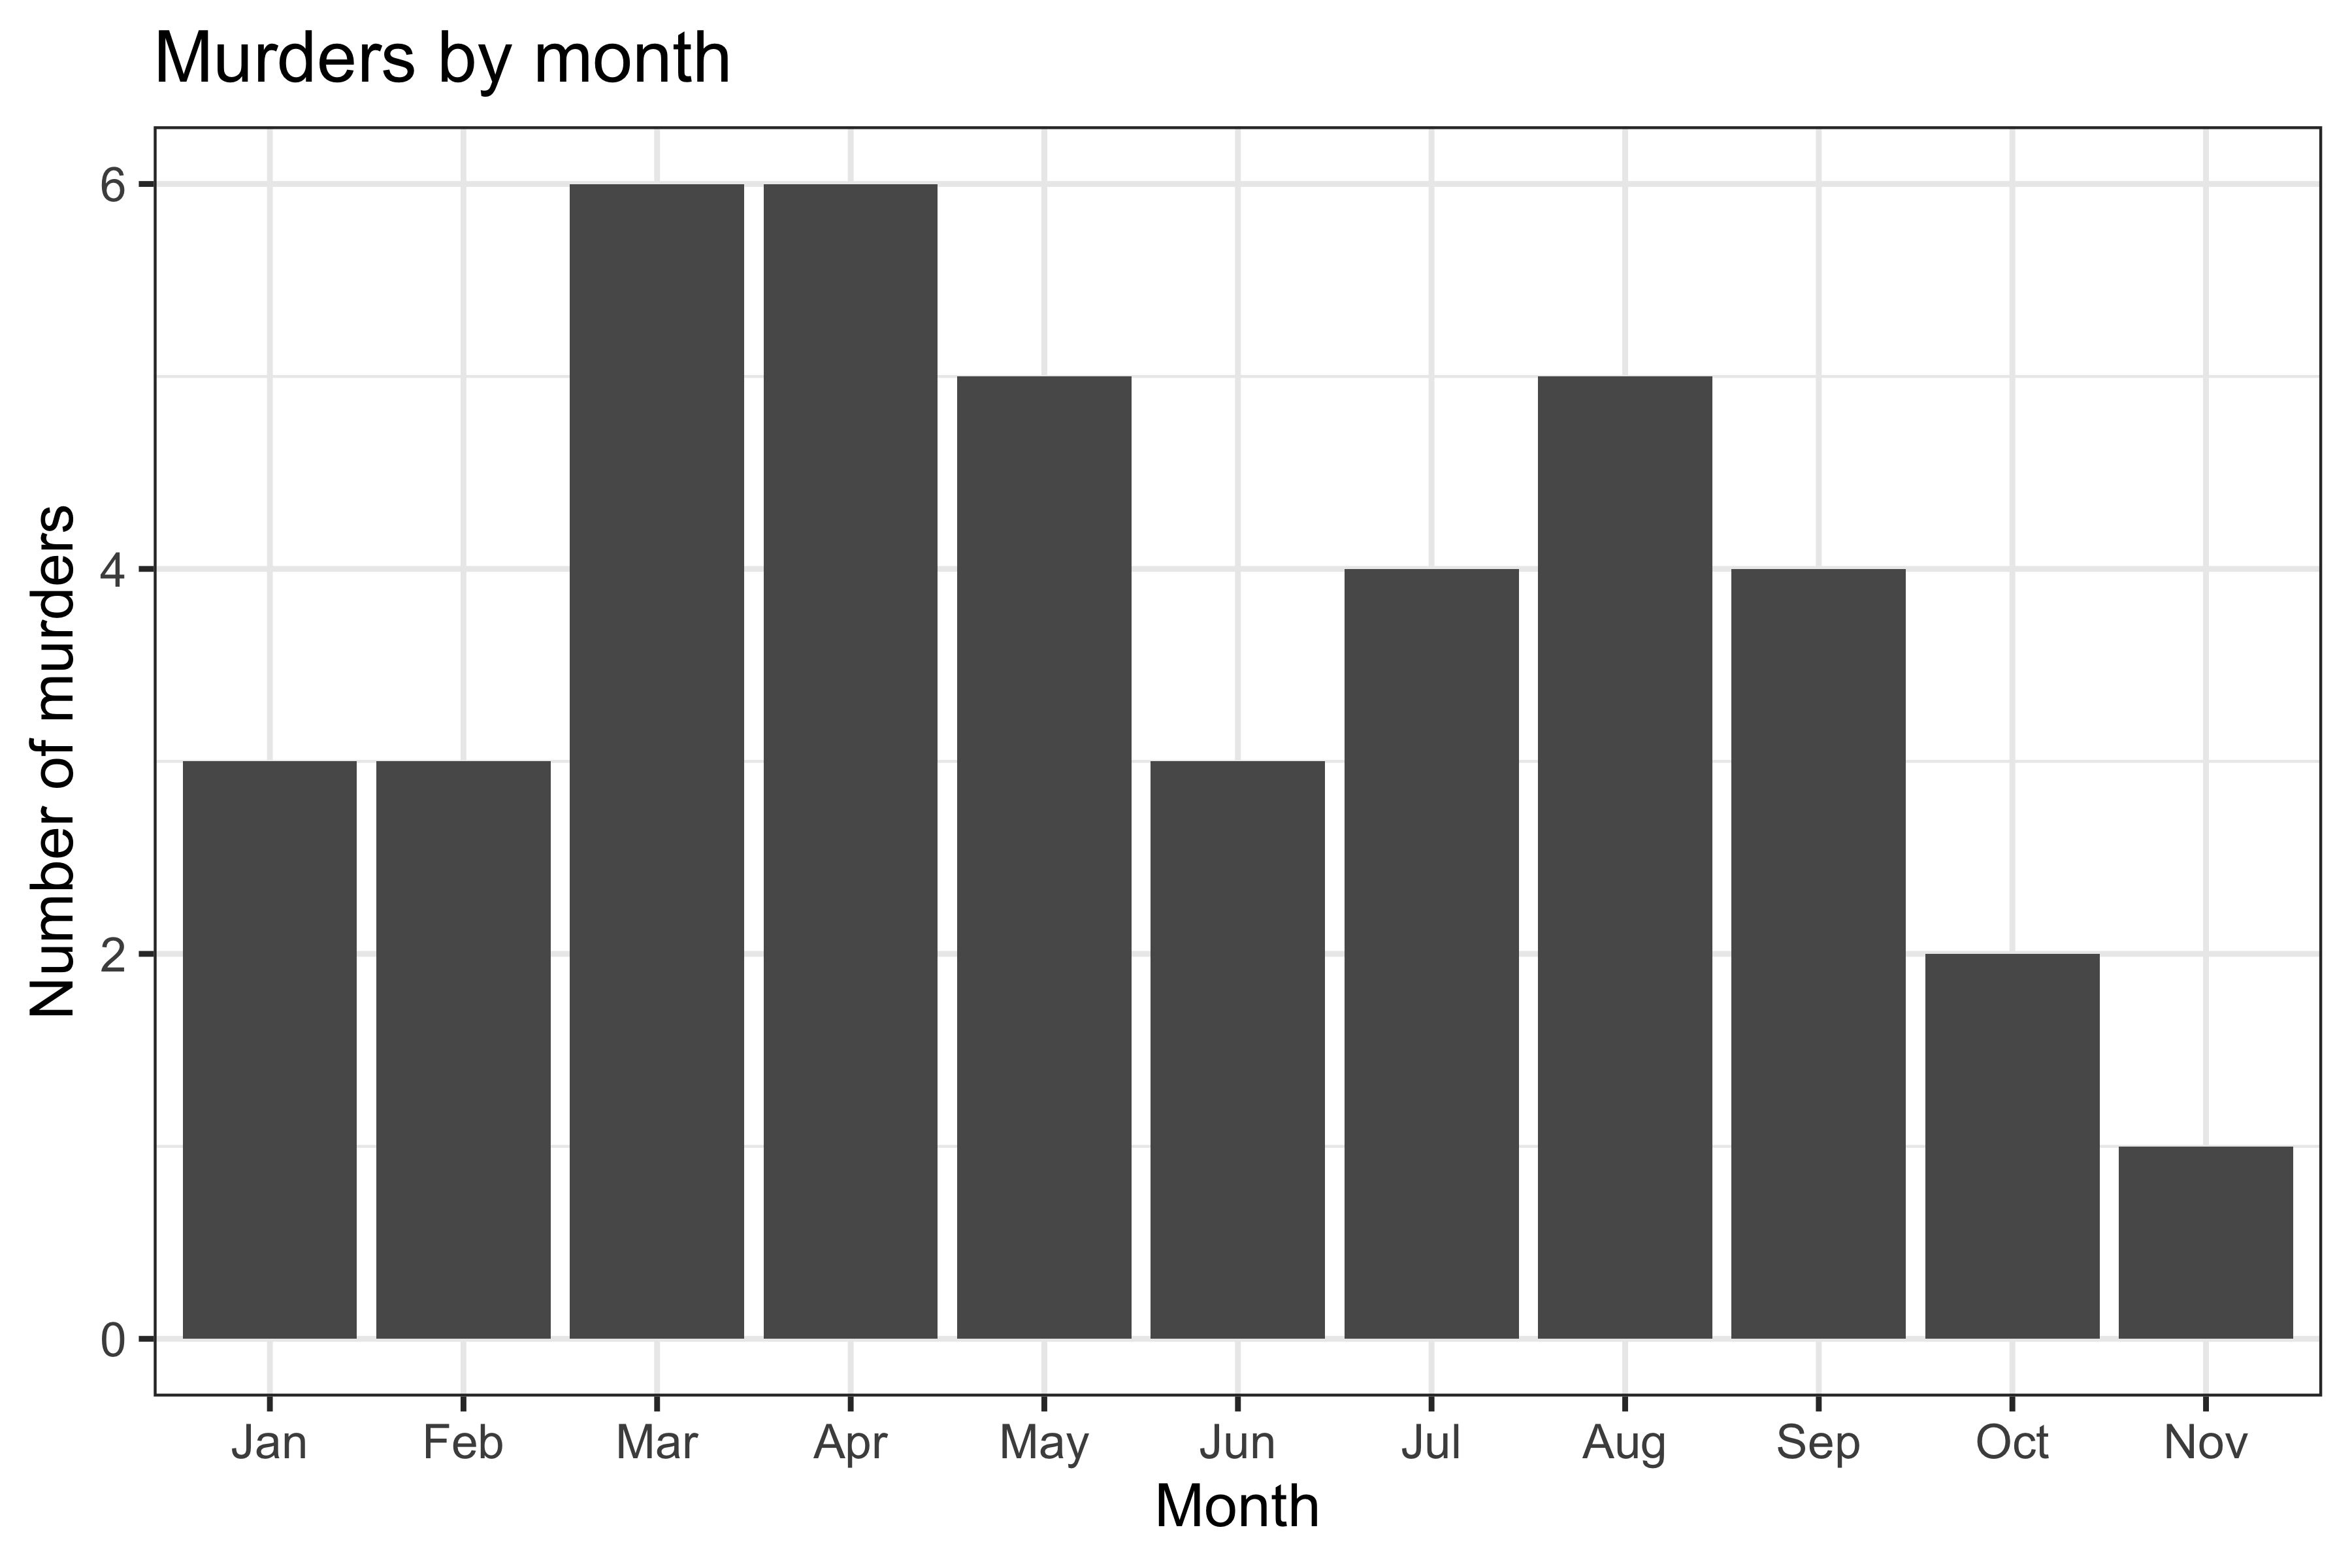 Murders by month
Number of murders
6
4
2
0
Jan Feb Mar Apr May Jun Jul Aug Sep Oct Nov
Month